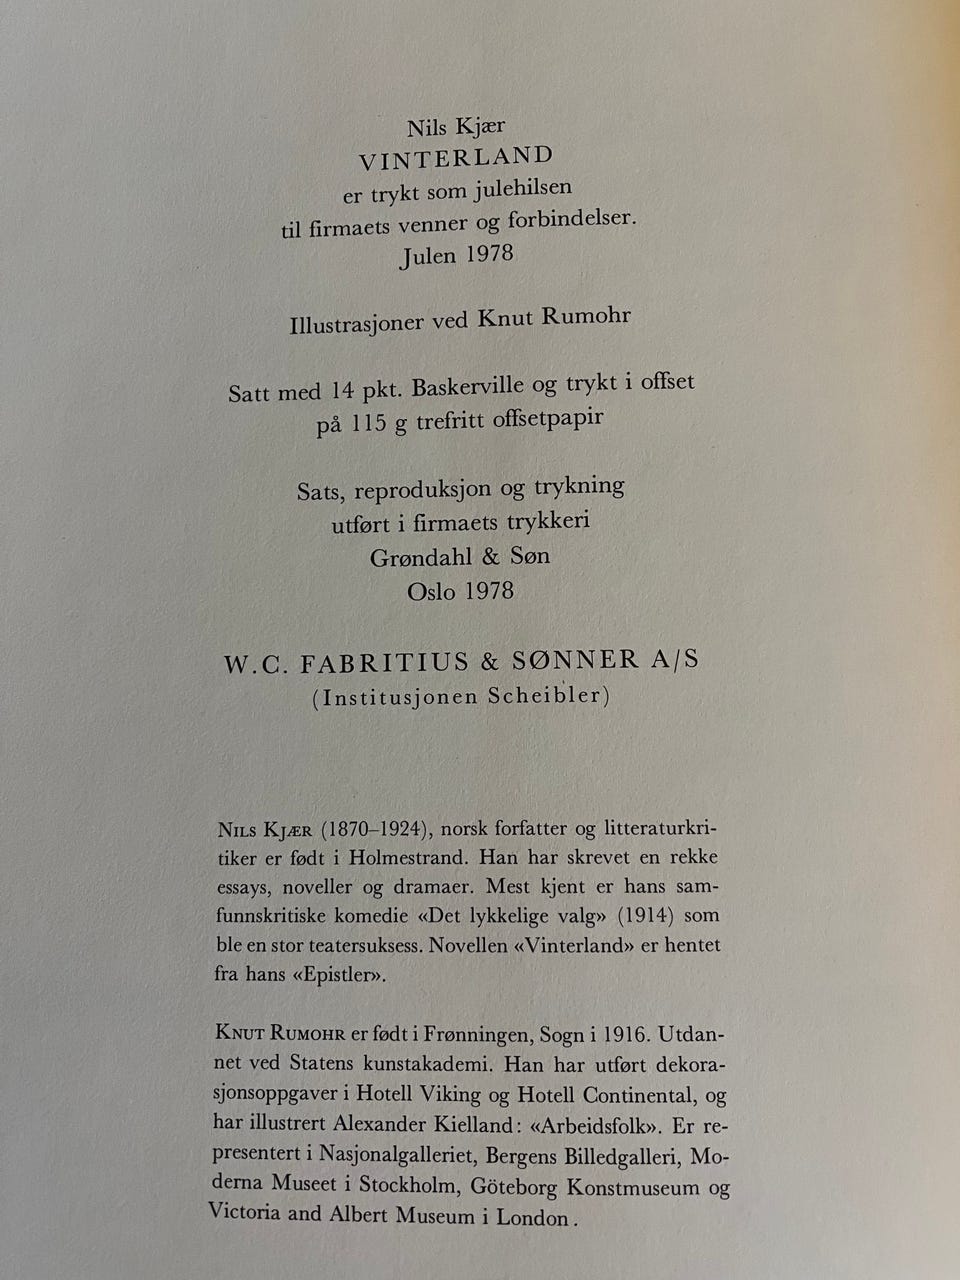 Nils Kjær
VINTERLAND
er trykt som julehilsen
til firmaets venner og forbindelser.
Julen 1978
Illustrasjoner ved Knut Rumohr
Satt med 14 pkt. Baskerville og trykt i offset
på 115 g trefritt offsetpapir
Sats, reproduksjon og trykning
utført i firmaets trykkeri
Grøndahl & Søn
Oslo 1978
W.C. FABRITIUS & SØNNER A/S
(Institusjonen Scheibler)
NILS KJÆR (1870–1924), norsk forfatter og litteraturkri-
tiker er født i Holmestrand. Han har skrevet en rekke
essays, noveller og dramaer. Mest kjent er hans sam-
funnskritiske komedie «Det lykkelige valg» (1914) som
ble en stor teatersuksess. Novellen «Vinterland» er hentet
fra hans «Epistler».
KNUT RUMOHR er født i Frønningen, Sogn i 1916. Utdan-
net ved Statens kunstakademi. Han har utført dekora-
sjonsoppgaver i Hotell Viking og Hotell Continental, og
har illustrert Alexander Kielland: «Arbeidsfolk». Er re-
presentert i Nasjonalgalleriet, Bergens Billedgalleri, Mo-
derna Museet i Stockholm, Göteborg Konstmuseum og
Victoria and Albert Museum i London.